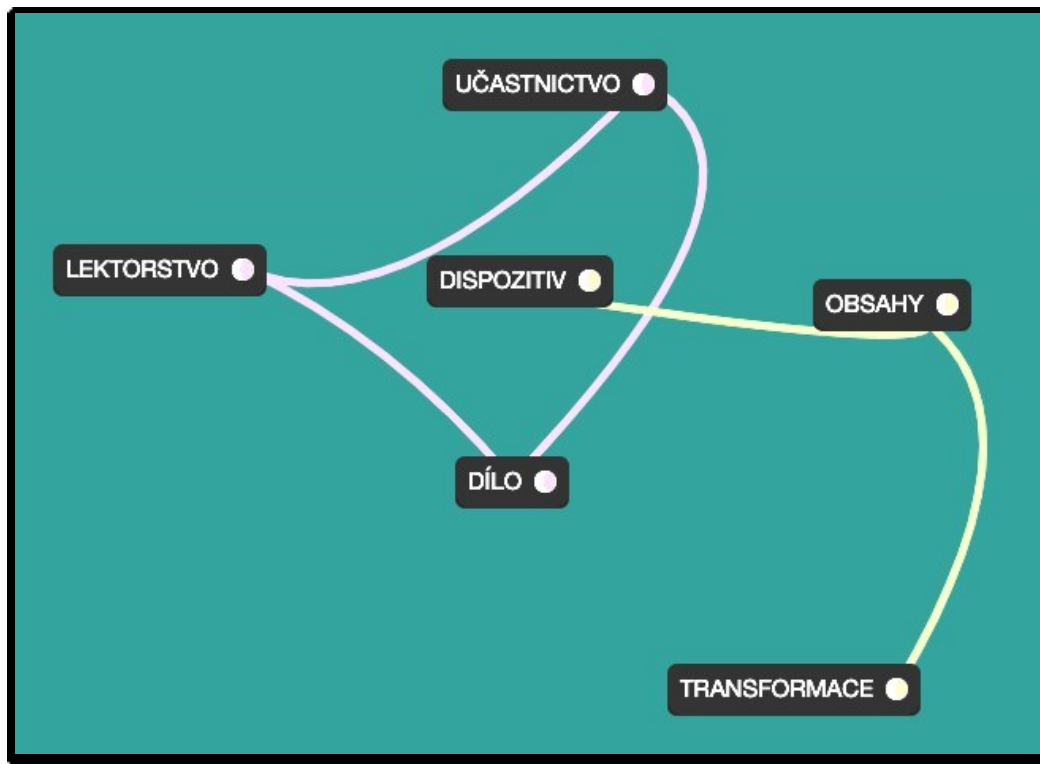 UČASTNICTVO
LEKTORSTVO
DISPOZITIV
OBSAHY
DÍLO
TRANSFORMACE